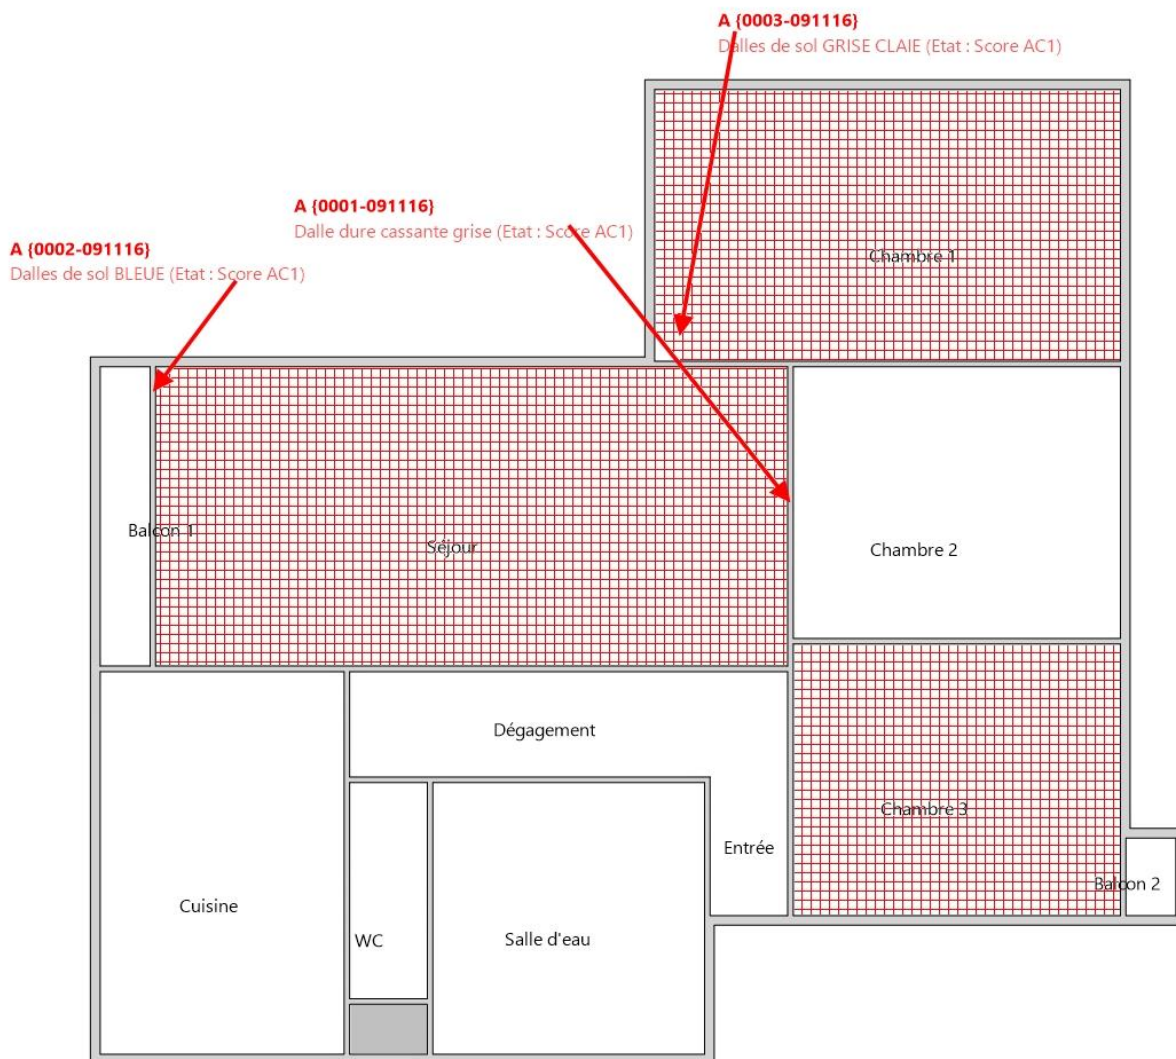 A {0003-091116}
Dalles de sol GRISE CLAIE (Etat : Score AC1)
A {0001-091116}
Dalle dure cassante grise (Etat : Score AC1)
A {0002-091116}
Dalles de sol BLEUE (Etat : Score AC1)
Chambre 1
Balcon 1
Séjour
Chambre 2
Dégagement
Chambre 3
Entrée
Balcon 2
Cuisine
WC
Salle d'eau